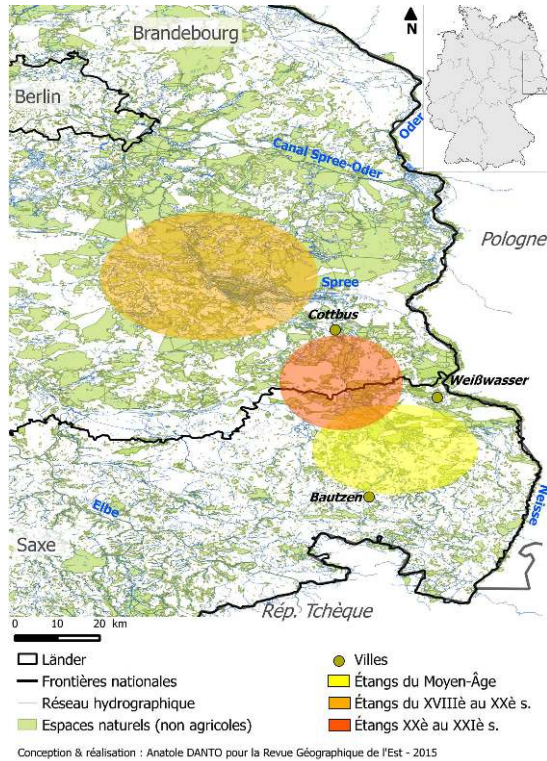 Brandebourg
N
Berlin
Oder
Canal Spree-Oder
Pologne
Spree
Cottbus
Weißwasser
Bautzen
Elbe
Neisse
Saxe
Rép. Tchèque
0 10 20 km
Länder
Frontières nationales
Réseau hydrographique
Espaces naturels (non agricoles)
Villes
Étangs du Moyen-Âge
Étangs du XVIIIè au XXè s.
Étangs XXè au XXIè s.
Conception & réalisation : Anatole DANTO pour la Revue Géographique de l'Est - 2015